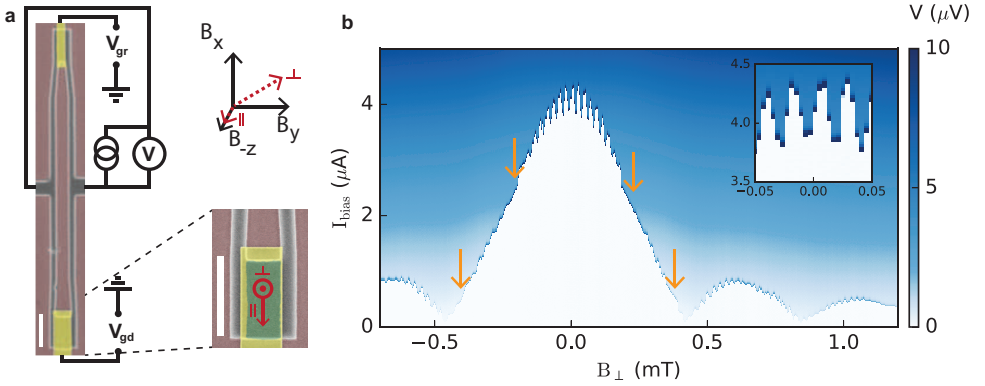 a
V_gr
V
V_gd
B_x
B_y
B_-z
⊥
||
⊥
||
b
V (μV)
10
5
0
I_bias (μA)
4
2
0
−0.5
0.0
0.5
1.0
B_⊥ (mT)
4.5
4.0
3.5
−0.05
0.00
0.05